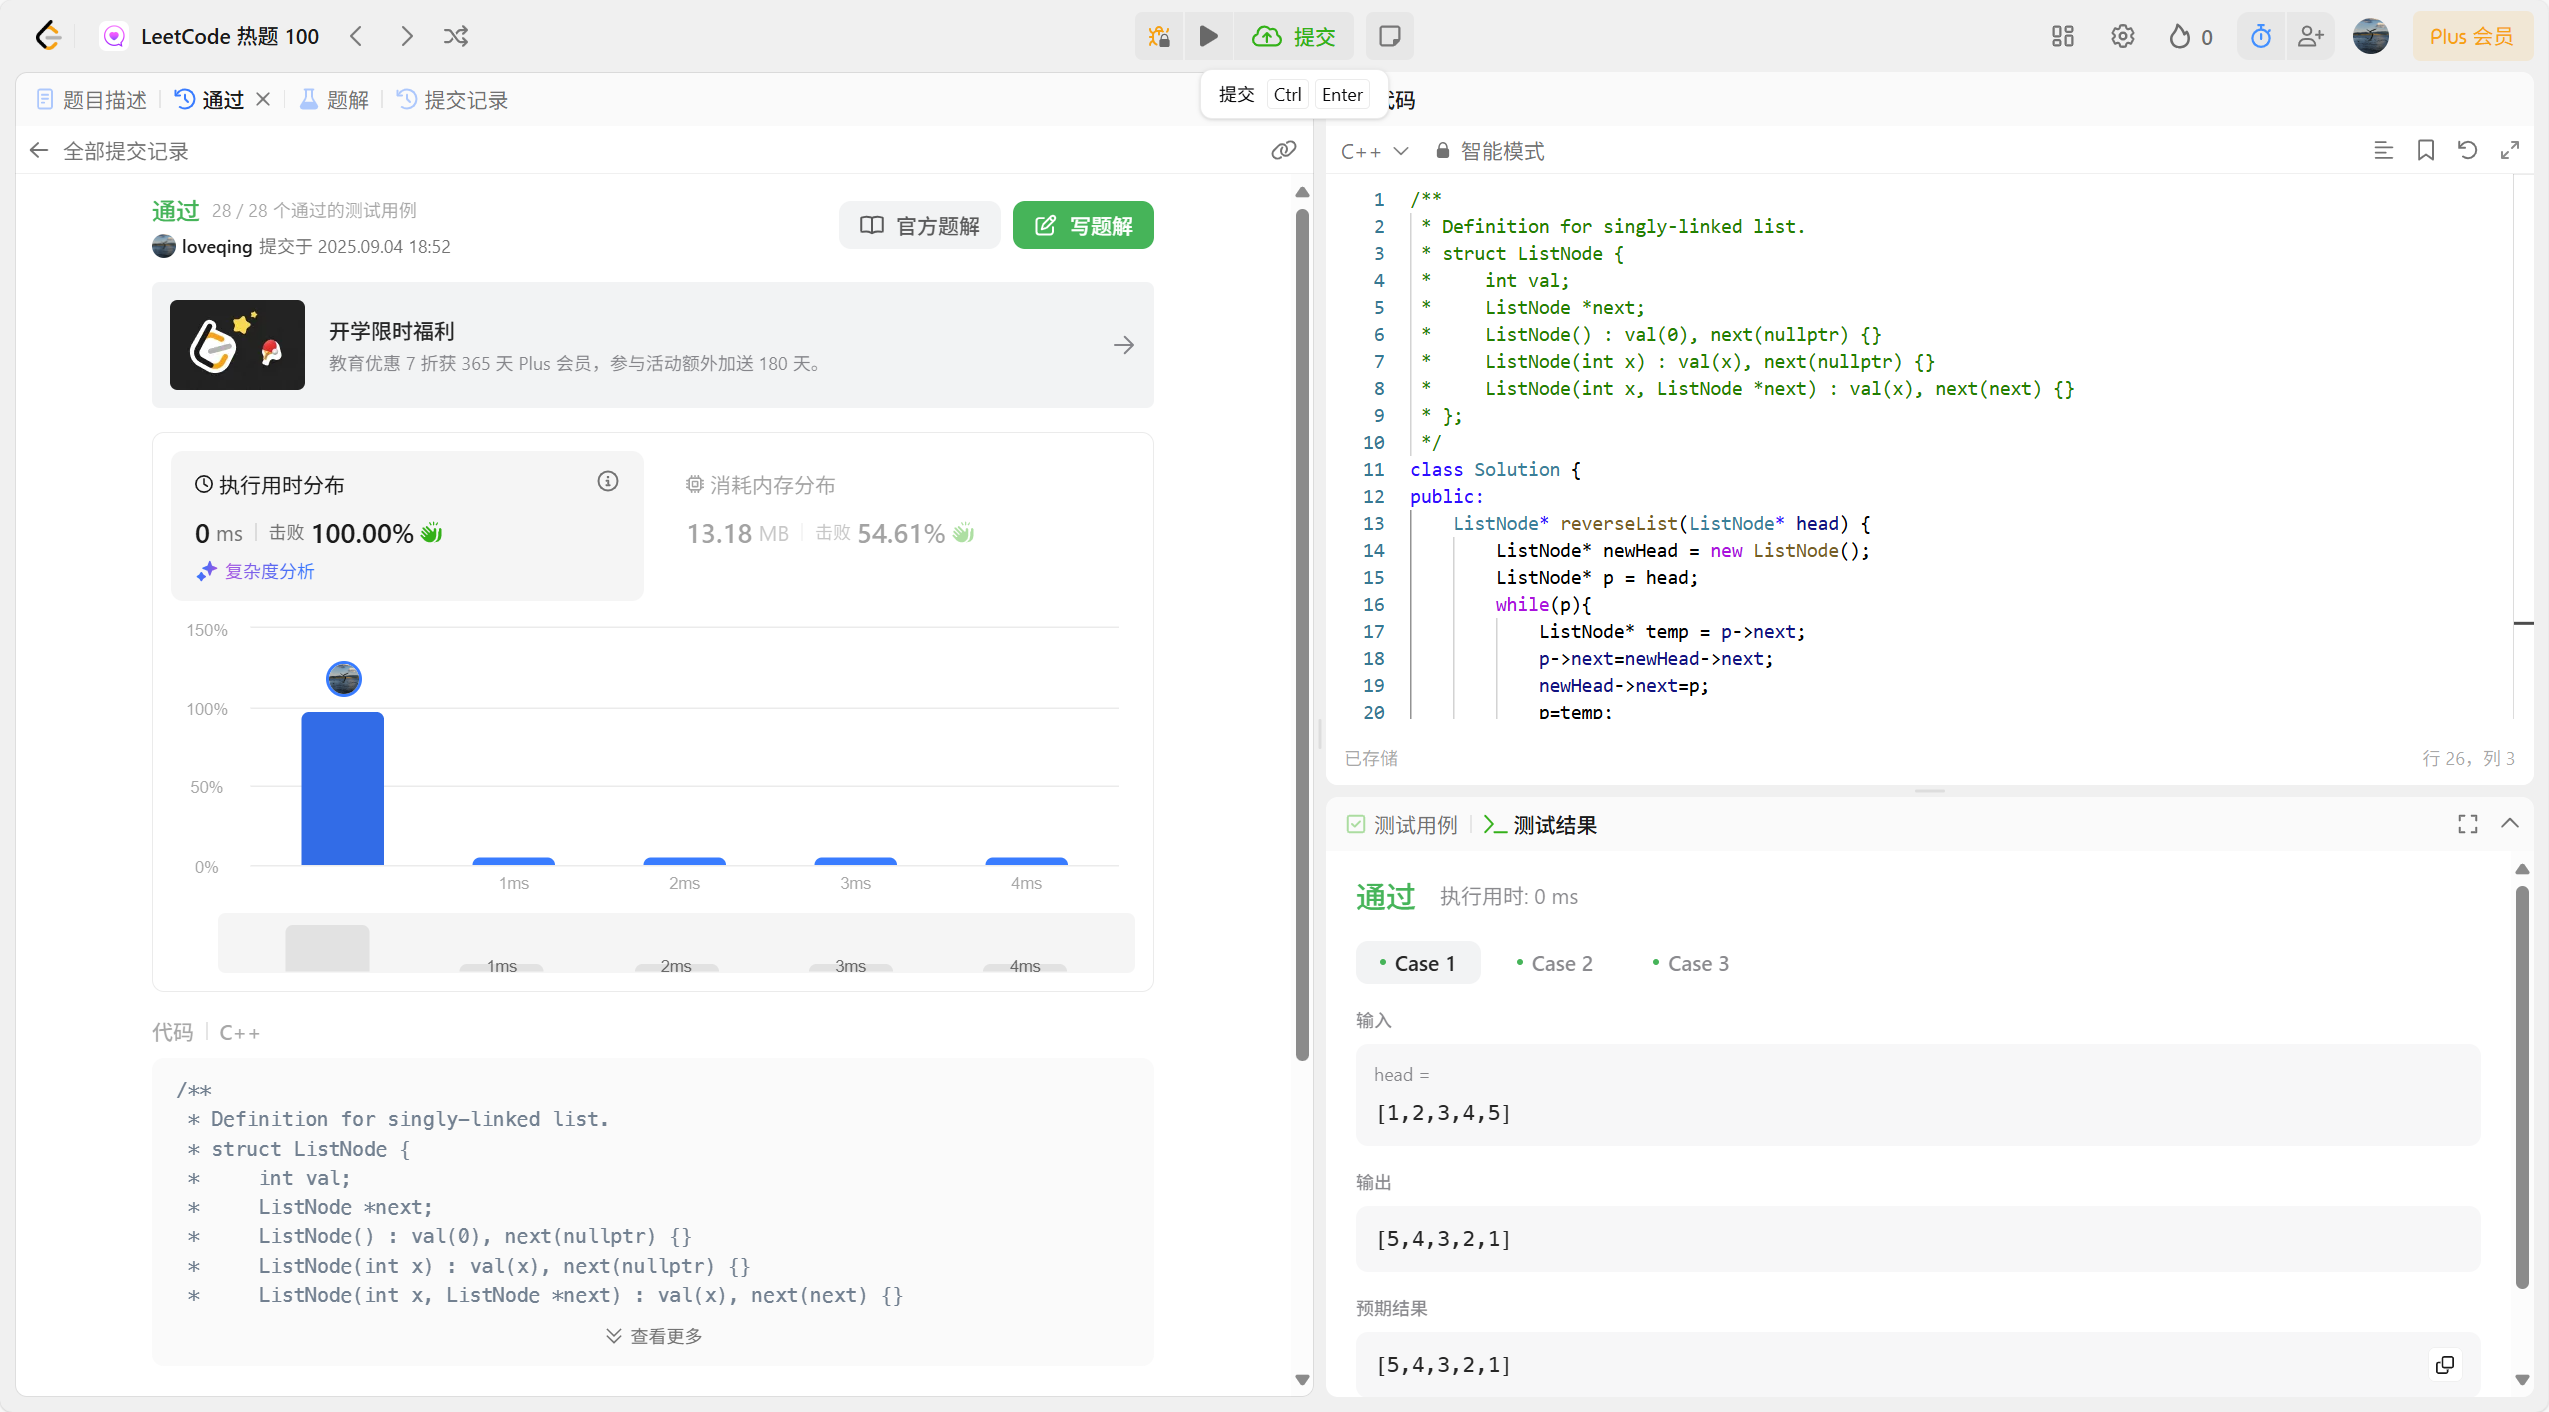 LeetCode 热题 100
提交
0
Plus 会员
提交 Ctrl Enter
题目描述
通过
题解
提交记录
代码
全部提交记录
通过 28 / 28 个通过的测试用例
loveqing 提交于 2025.09.04 18:52
官方题解
写题解
开学限时福利
教育优惠 7 折获 365 天 Plus 会员，参与活动额外加送 180 天。
执行用时分布
0 ms 击败 100.00%
复杂度分析
消耗内存分布
13.18 MB 击败 54.61%
150%
100%
50%
0%
1ms 2ms 3ms 4ms
1ms 2ms 3ms 4ms
代码 C++
/**
 * Definition for singly-linked list.
 * struct ListNode {
 *     int val;
 *     ListNode *next;
 *     ListNode() : val(0), next(nullptr) {}
 *     ListNode(int x) : val(x), next(nullptr) {}
 *     ListNode(int x, ListNode *next) : val(x), next(next) {}
查看更多
C++ 智能模式
1 /**
2  * Definition for singly-linked list.
3  * struct ListNode {
4  *     int val;
5  *     ListNode *next;
6  *     ListNode() : val(0), next(nullptr) {}
7  *     ListNode(int x) : val(x), next(nullptr) {}
8  *     ListNode(int x, ListNode *next) : val(x), next(next) {}
9  * };
10  */
11 class Solution {
12 public:
13     ListNode* reverseList(ListNode* head) {
14         ListNode* newHead = new ListNode();
15         ListNode* p = head;
16         while(p){
17             ListNode* temp = p->next;
18             p->next=newHead->next;
19             newHead->next=p;
20             p=temp;
已存储
行 26，列 3
测试用例
测试结果
通过 执行用时: 0 ms
Case 1
Case 2
Case 3
输入
head =
[1,2,3,4,5]
输出
[5,4,3,2,1]
预期结果
[5,4,3,2,1]